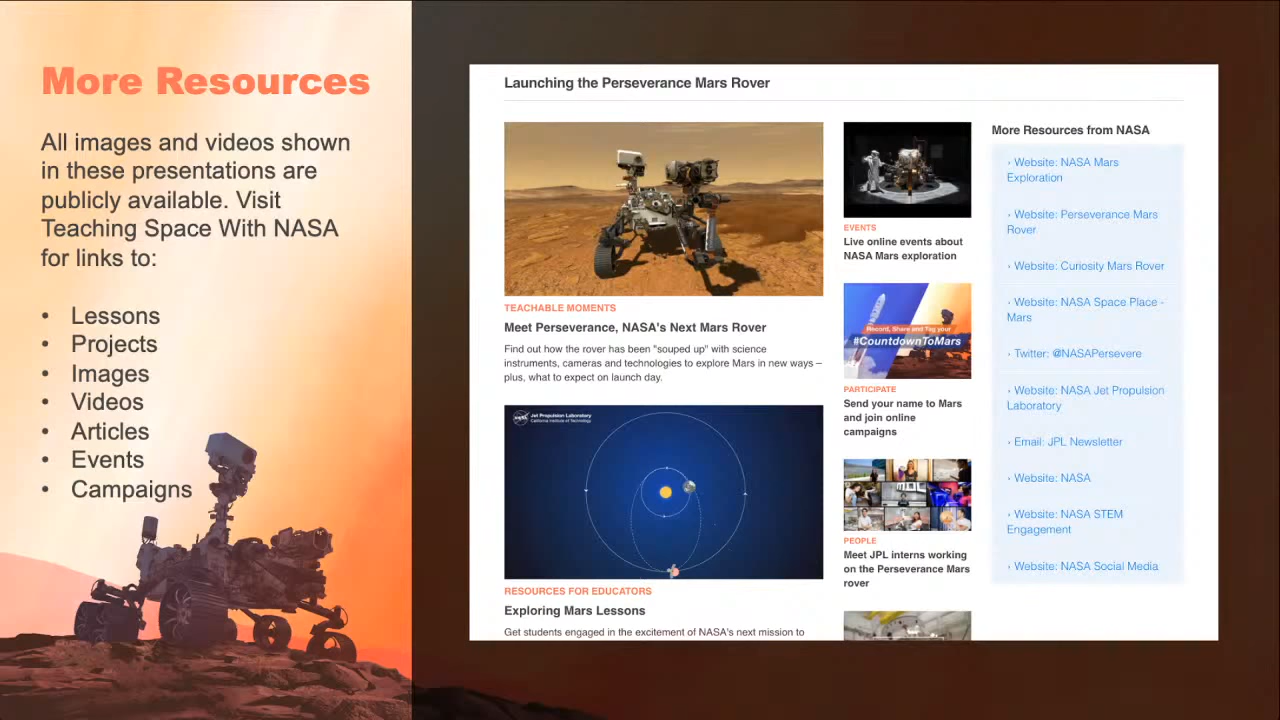 More Resources
All images and videos shown
in these presentations are
publicly available. Visit
Teaching Space With NASA
for links to:
• Lessons
• Projects
• Images
• Videos
• Articles
• Events
• Campaigns
Launching the Perseverance Mars Rover
TEACHABLE MOMENTS
Meet Perseverance, NASA's Next Mars Rover
Find out how the rover has been "souped up" with science
instruments, cameras and technologies to explore Mars in new ways –
plus, what to expect on launch day.
NASA
Jet Propulsion Laboratory
California Institute of Technology
RESOURCES FOR EDUCATORS
Exploring Mars Lessons
Get students engaged in the excitement of NASA's next mission to
EVENTS
Live online events about
NASA Mars exploration
Record, Share and Tag your
#CountdownToMars
PARTICIPATE
Send your name to Mars
and join online
campaigns
PEOPLE
Meet JPL interns working
on the Perseverance Mars
rover
More Resources from NASA
› Website: NASA Mars
Exploration
› Website: Perseverance Mars
Rover
› Website: Curiosity Mars Rover
› Website: NASA Space Place -
Mars
› Twitter: @NASAPersevere
› Website: NASA Jet Propulsion
Laboratory
› Email: JPL Newsletter
› Website: NASA
› Website: NASA STEM
Engagement
› Website: NASA Social Media